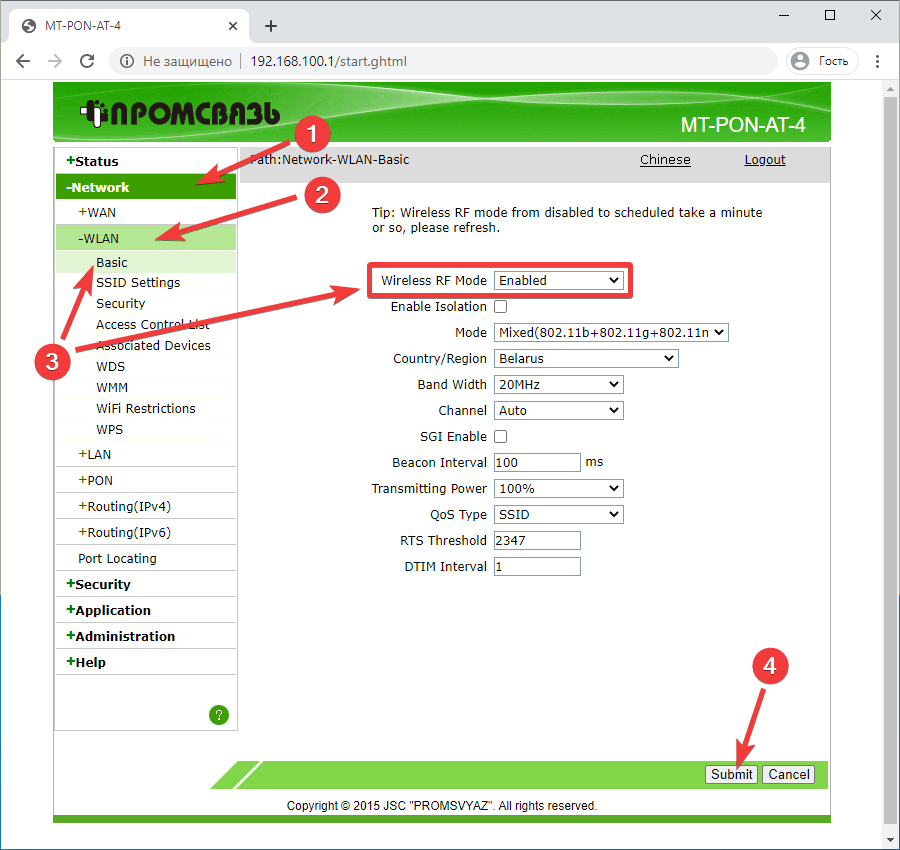 MT-PON-AT-4
Не защищено
192.168.100.1/start.ghtml
Гость
ПРОМСВЯЗЬ
MT-PON-AT-4
1
+Status
Path:Network-WLAN-Basic
Chinese
Logout
-Network
2
+WAN
Tip: Wireless RF mode from disabled to scheduled take a minute
or so, please refresh.
-WLAN
Basic
SSID Settings
Security
Access Control List
Associated Devices
WDS
WMM
WiFi Restrictions
WPS
3
+LAN
+PON
+Routing(IPv4)
+Routing(IPv6)
Port Locating
+Security
+Application
+Administration
+Help
?
Wireless RF Mode Enabled
Enable Isolation
Mode Mixed(802.11b+802.11g+802.11n
Country/Region Belarus
Band Width 20MHz
Channel Auto
SGI Enable
Beacon Interval 100 ms
Transmitting Power 100%
QoS Type SSID
RTS Threshold 2347
DTIM Interval 1
4
Submit Cancel
Copyright © 2015 JSC "PROMSVYAZ". All rights reserved.